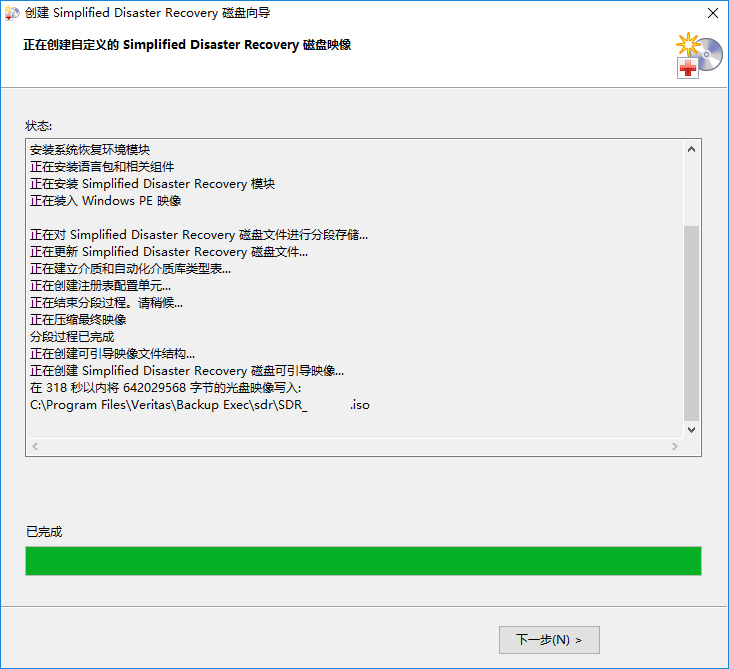 创建 Simplified Disaster Recovery 磁盘向导
正在创建自定义的 Simplified Disaster Recovery 磁盘映像
状态:
安装系统恢复环境模块
正在安装语言包和相关组件
正在安装 Simplified Disaster Recovery 模块
正在装入 Windows PE 映像
正在对 Simplified Disaster Recovery 磁盘文件进行分段存储...
正在更新 Simplified Disaster Recovery 磁盘文件...
正在建立介质和自动化介质库类型表...
正在创建注册表配置单元...
正在结束分段过程。请稍候...
正在压缩最终映像
分段过程已完成
正在创建可引导映像文件结构...
正在创建 Simplified Disaster Recovery 磁盘可引导映像...
在 318 秒以内将 642029568 字节的光盘映像写入:
C:\Program Files\Veritas\Backup Exec\sdr\SDR_ .iso
已完成
下一步(N) >